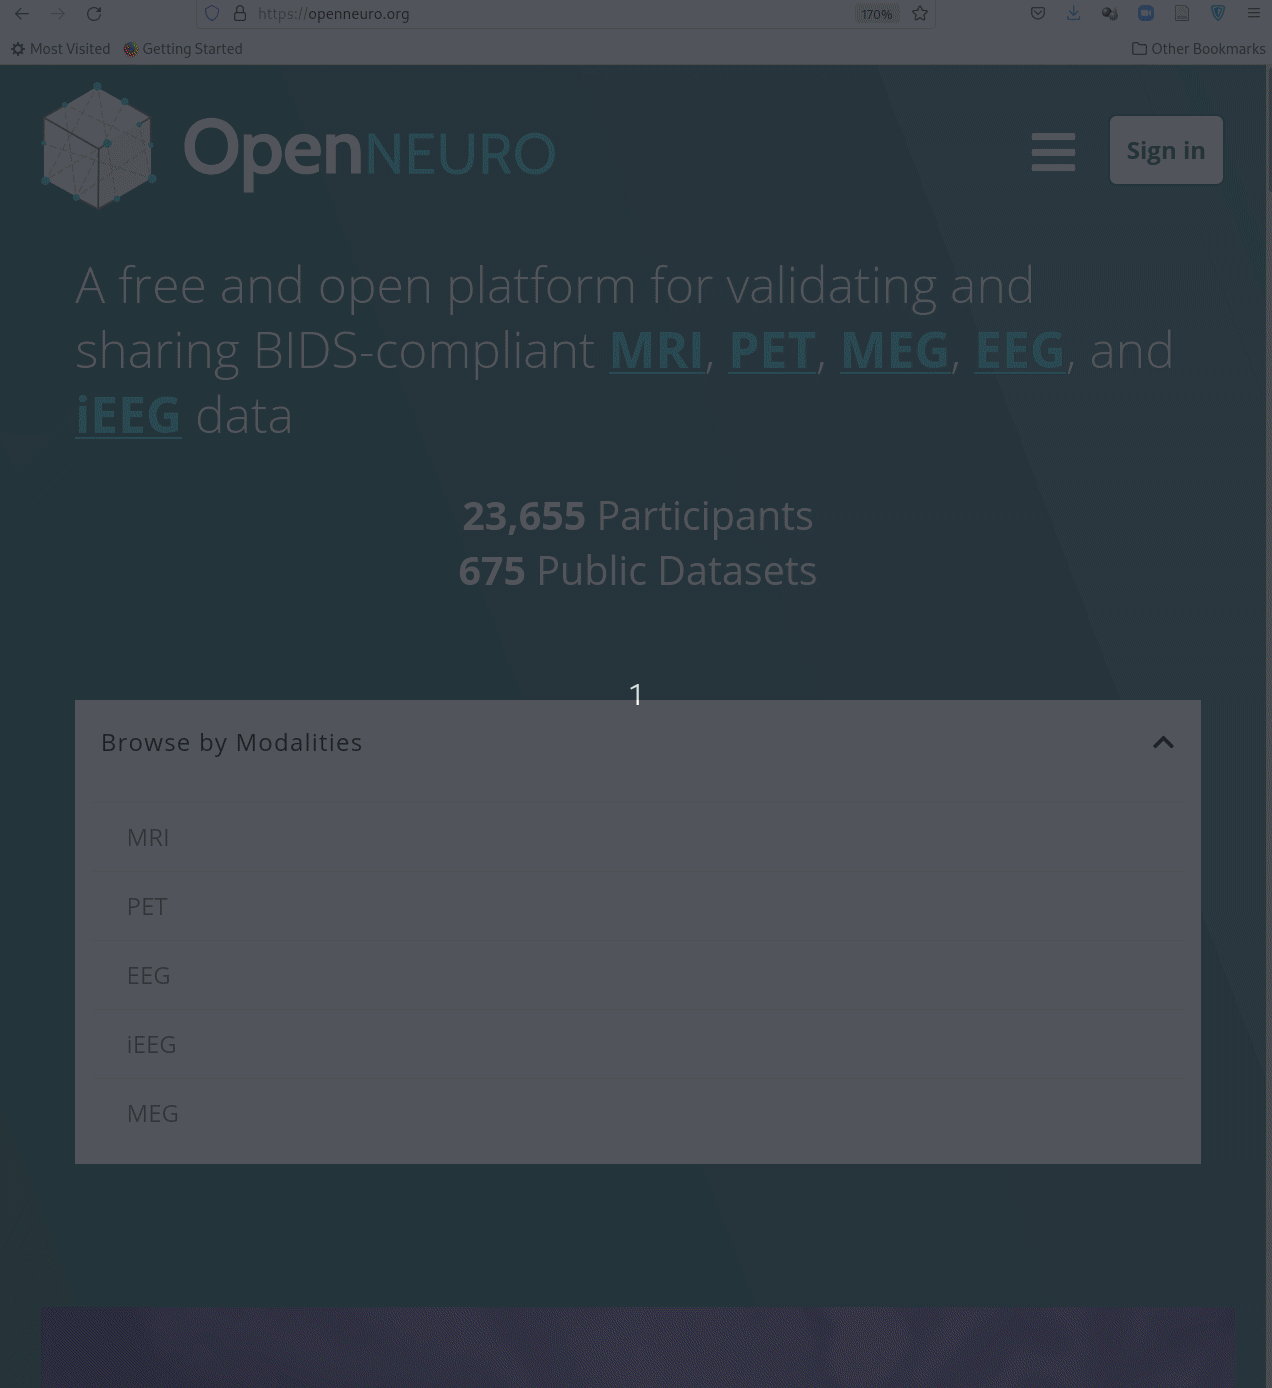 https://openneuro.org
170%
Most Visited
Getting Started
Other Bookmarks
OpenNEURO
Sign in
A free and open platform for validating and
sharing BIDS-compliant MRI, PET, MEG, EEG, and
iEEG data
23,655 Participants
675 Public Datasets
1
Browse by Modalities
MRI
PET
EEG
iEEG
MEG